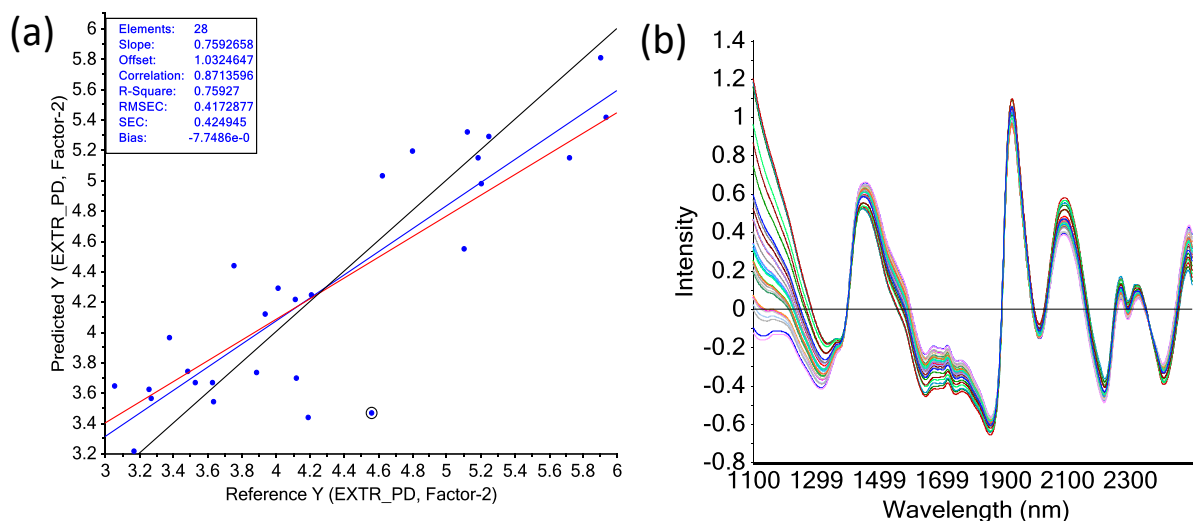 (a)
Elements: 28
Slope: 0.7592658
Offset: 1.0324647
Correlation: 0.8713596
R-Square: 0.75927
RMSEC: 0.4172877
SEC: 0.424945
Bias: -7.7486e-0
6
5.8
5.6
5.4
5.2
5
4.8
4.6
4.4
4.2
4
3.8
3.6
3.4
3.2
Predicted Y (EXTR_PD, Factor-2)
3 3.2 3.4 3.6 3.8 4 4.2 4.4 4.6 4.8 5 5.2 5.4 5.6 5.8 6
Reference Y (EXTR_PD, Factor-2)
(b)
1.4
1.2
1
0.8
0.6
0.4
0.2
0
-0.2
-0.4
-0.6
-0.8
Intensity
1100 1299 1499 1699 1900 2100 2300
Wavelength (nm)